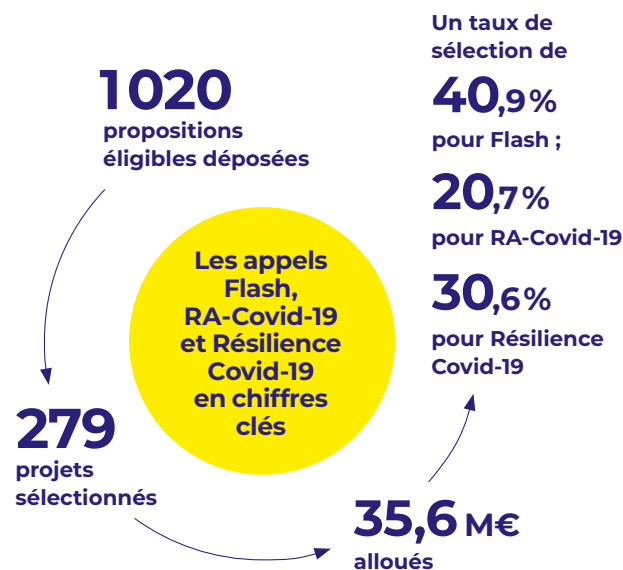 Les appels
Flash,
RA-Covid-19
et Résilience
Covid-19
en chiffres
clés
1 020
propositions
éligibles déposées
279
projets
sélectionnés
35,6 M€
alloués
Un taux de
sélection de
40,9 %
pour Flash ;
20,7 %
pour RA-Covid-19
30,6 %
pour Résilience
Covid-19